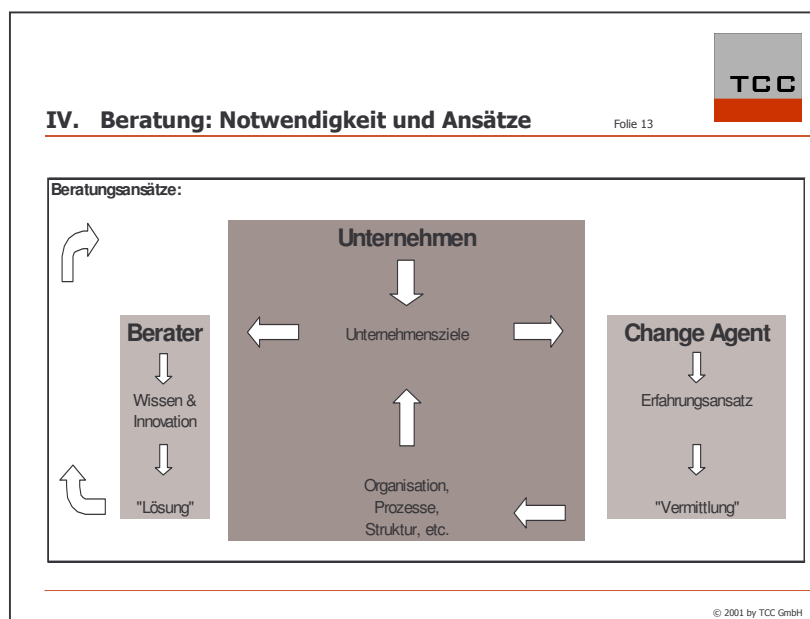 TCC
IV. Beratung: Notwendigkeit und Ansätze
Folie 13
Beratungsansätze:
Unternehmen
Unternehmensziele
Organisation,
Prozesse,
Struktur, etc.
Berater
Wissen &
Innovation
"Lösung"
Change Agent
Erfahrungsansatz
"Vermittlung"
© 2001 by TCC GmbH